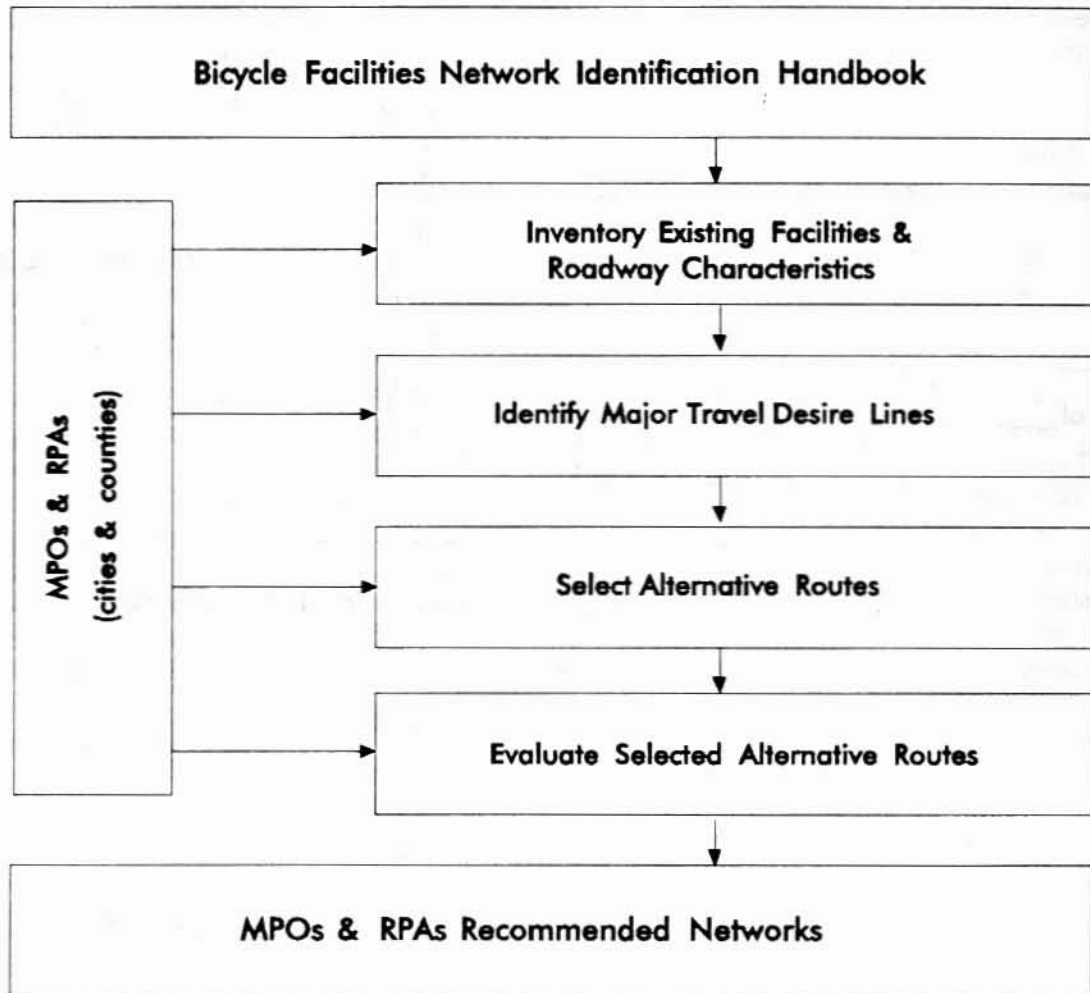 Bicycle Facilities Network Identification Handbook
MPOs & RPAs
(cities & counties)
Inventory Existing Facilities &
Roadway Characteristics
Identify Major Travel Desire Lines
Select Alternative Routes
Evaluate Selected Alternative Routes
MPOs & RPAs Recommended Networks